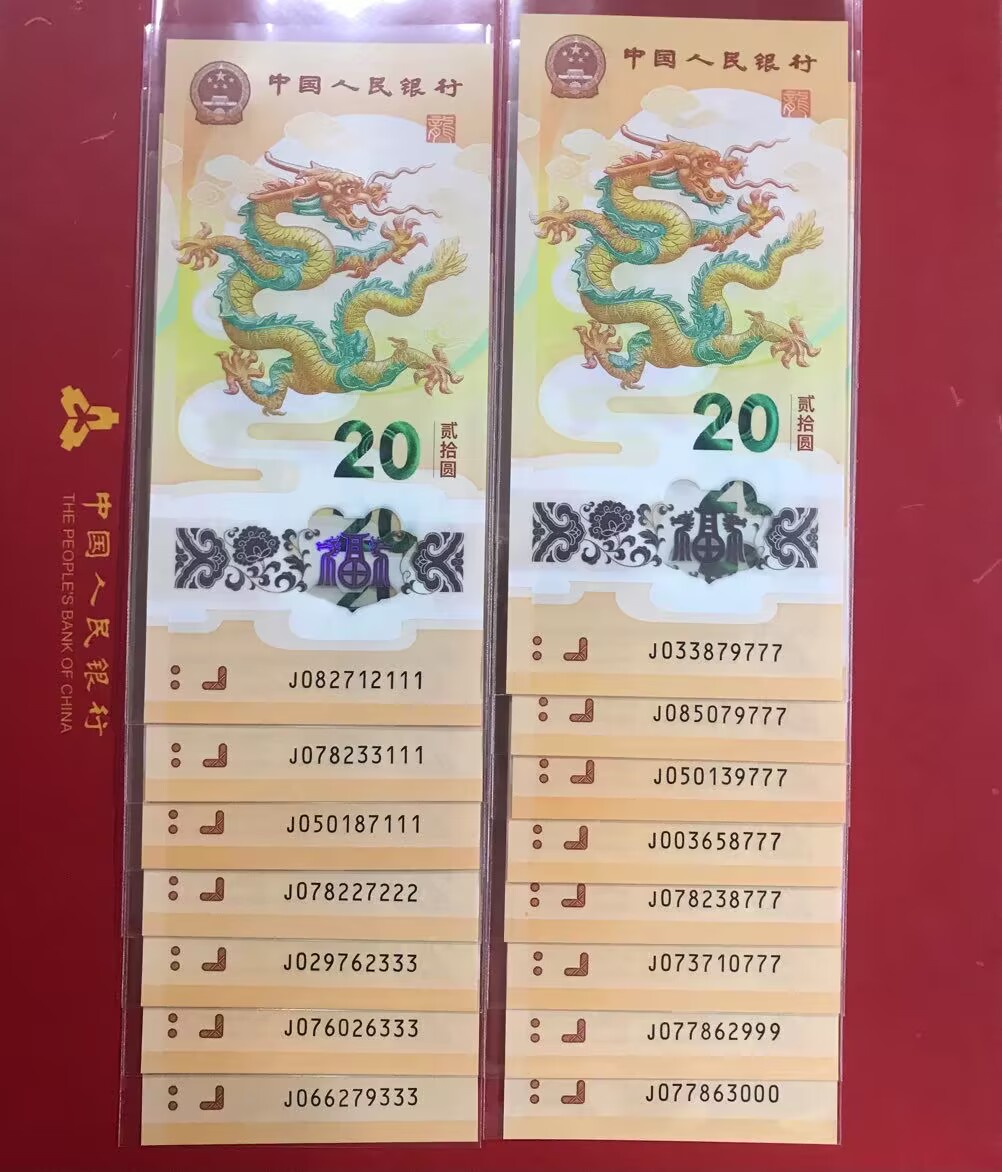 中国人民银行
龍
20
贰拾圆
福
J082712111
J078233111
J050187111
J078227222
J029762333
J076026333
J066279333
中国人民银行
龍
20
贰拾圆
福
J033879777
J085079777
J050139777
J003658777
J078238777
J073710777
J077862999
J077863000
中国人民银行
THE PEOPLE'S BANK OF CHINA